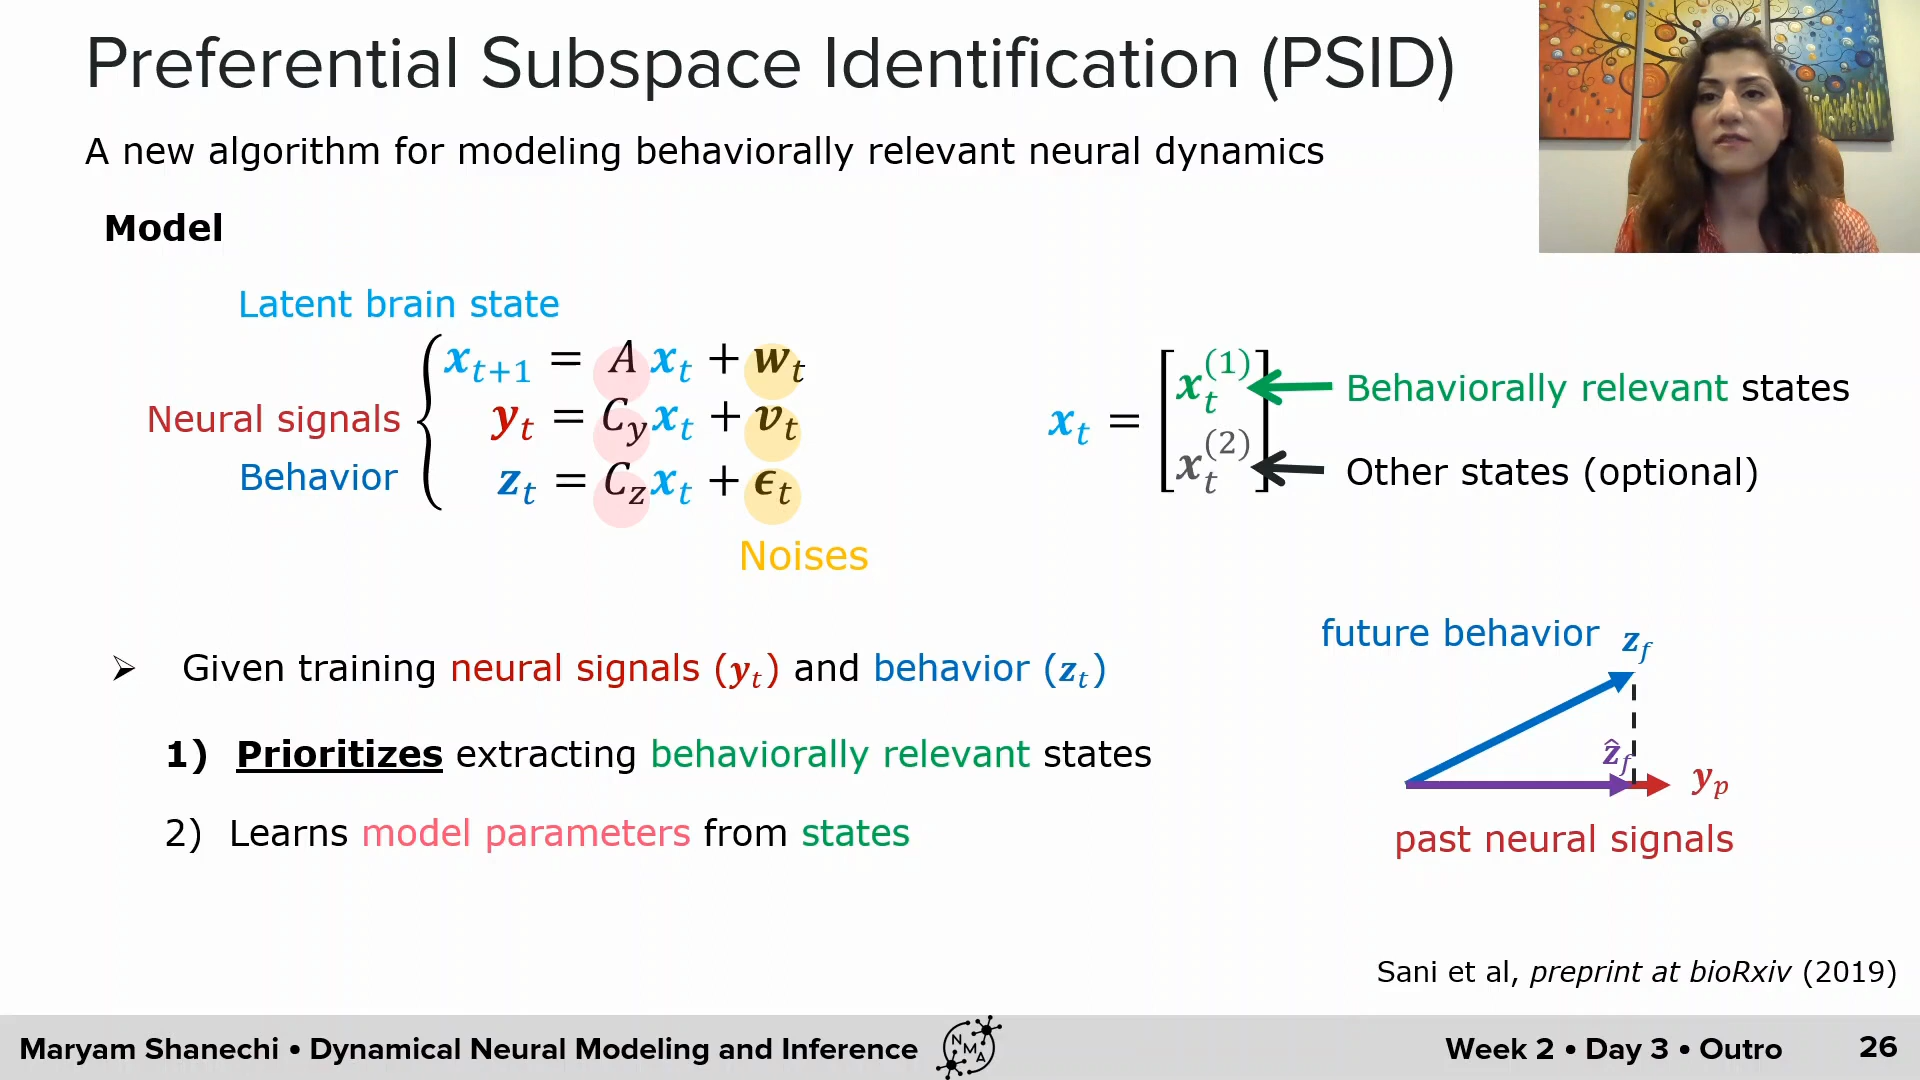 Preferential Subspace Identification (PSID)
A new algorithm for modeling behaviorally relevant neural dynamics
Model
Latent brain state
x_{t+1} = A x_t + w_t
Neural signals y_t = C_y x_t + v_t
Behavior z_t = C_z x_t + ϵ_t
Noises
x_t = [ x_t^{(1)} x_t^{(2)} ]
Behaviorally relevant states
Other states (optional)
➢ Given training neural signals (y_t) and behavior (z_t)
1) Prioritizes extracting behaviorally relevant states
2) Learns model parameters from states
future behavior z_f
ẑ_f
y_p
past neural signals
Sani et al, preprint at bioRxiv (2019)
Maryam Shanechi • Dynamical Neural Modeling and Inference
NMA
Week 2 • Day 3 • Outro
26